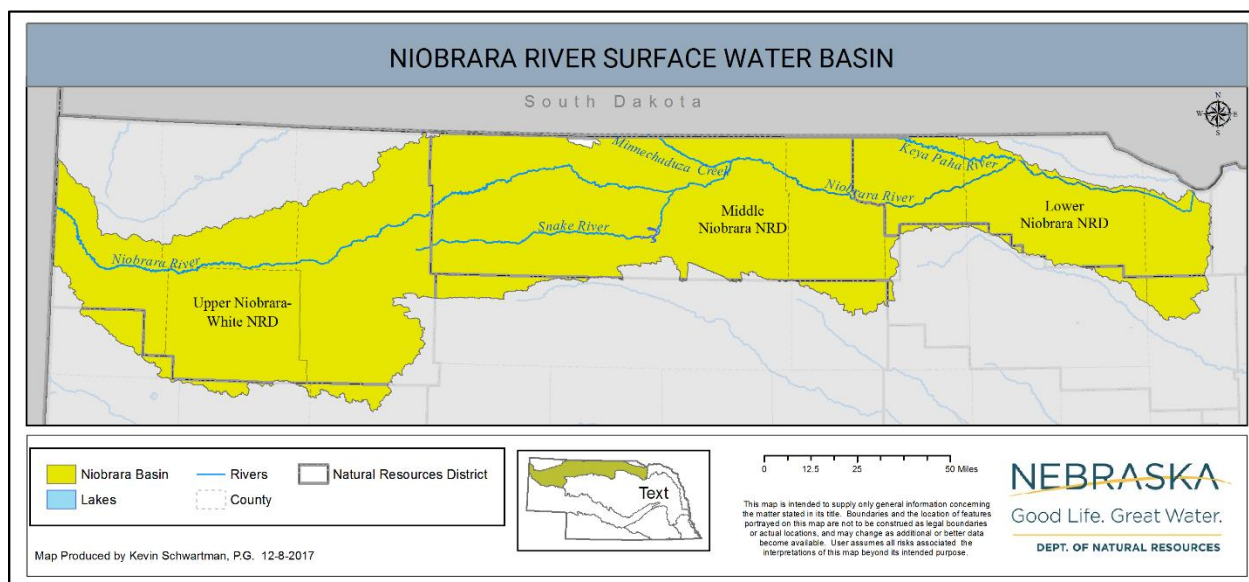 NIOBRARA RIVER SURFACE WATER BASIN
South Dakota
N
W E
S
Minnechaduza Creek
Keya Paha River
Niobrara River
Middle
Niobrara NRD
Lower
Niobrara NRD
Snake River
Niobrara River
Upper Niobrara-
White NRD
Niobrara Basin
Lakes
Rivers
County
Natural Resources District
Map Produced by Kevin Schwartman, P.G. 12-8-2017
Text
0 12.5 25 50 Miles
This map is intended to supply only general information concerning
the matter stated in its title. Boundaries and the location of features
portrayed on this map are not to be construed as legal boundaries
or actual locations, and may change as additional or better data
become available. User assumes all risks associated the
interpretations of this map beyond its intended purpose.
NEBRASKA
Good Life. Great Water.
DEPT. OF NATURAL RESOURCES